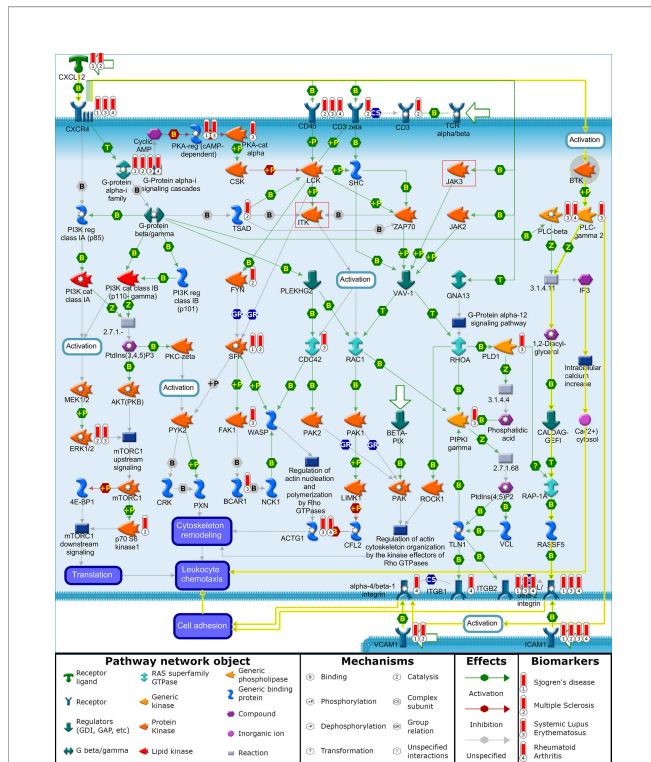 CXCL12
CXCR4
Cyclic
AMP
PKA-reg (cAMP-
dependent)
PKA-cat
alpha
CD45
CD3 zeta
CD3
TCR
alpha/beta
Activation
G-protein
alpha-i
family
G-Protein alpha-i
signaling cascades
CSK
LCK
SHC
JAK3
BTK
PI3K reg
class IA (p85)
G-protein
beta/gamma
TSAD
ITK
ZAP70
JAK2
PLC-beta
PLC-
gamma 2
PI3K cat
class IA
PI3K cat class IB
(p110-gamma)
PI3K reg
class IB
(p101)
FYN
PLEKHG2
Activation
VAV-1
GNA13
3.1.4.11
IP3
2.7.1.-
G-Protein alpha-12
signaling pathway
Activation
PtdIns(3,4,5)P3
PKC-zeta
SFK
CDC42
RAC1
RHOA
PLD1
1,2-Diacyl-
glycerol
Intracellular
calcium
increase
MEK1/2
AKT(PKB)
Activation
3.1.4.4
ERK1/2
mTORC1
upstream
signaling
PYK2
FAK1
WASP
PAK2
PAK1
BETA-
PIX
PIPKI
gamma
Phosphatidic
acid
CALDAG-
GEFI
Ca('2+)
cytosol
2.7.1.68
4E-BP1
mTORC1
CRK
PXN
BCAR1
NCK1
Regulation of
actin nucleation
and
polymerization
by Rho
GTPases
LIMK1
PAK
ROCK1
PtdIns(4,5)P2
RAP-1A
mTORC1
downstream
signaling
p70 S6
kinase1
Cytoskeleton
remodeling
ACTG1
CFL2
Regulation of actin
cytoskeleton organization
by the kinase effectors of
Rho GTPases
TLN1
VCL
RASSF5
Translation
Leukocyte
chemotaxis
alpha-4/beta-1
integrin
ITGB1
ITGB2
integrin
Cell adhesion
Activation
VCAM1
ICAM1
Pathway network object
Receptor
ligand
Receptor
Regulators
(GDI, GAP, etc)
G beta/gamma
RAS superfamily
GTPase
Generic
kinase
Protein
Kinase
Lipid kinase
Generic
phospholipase
Generic binding
protein
Compound
Inorganic ion
Reaction
Mechanisms
B Binding
+P Phosphorylation
-P Dephosphorylation
T Transformation
Z Catalysis
CS Complex
subunit
GR Group
relation
? Unspecified
interactions
Effects
Activation
Inhibition
Unspecified
Biomarkers
1 Sjogren's disease
2 Multiple Sclerosis
3 Systemic Lupus
Erythematosus
4 Rheumatoid
Arthritis